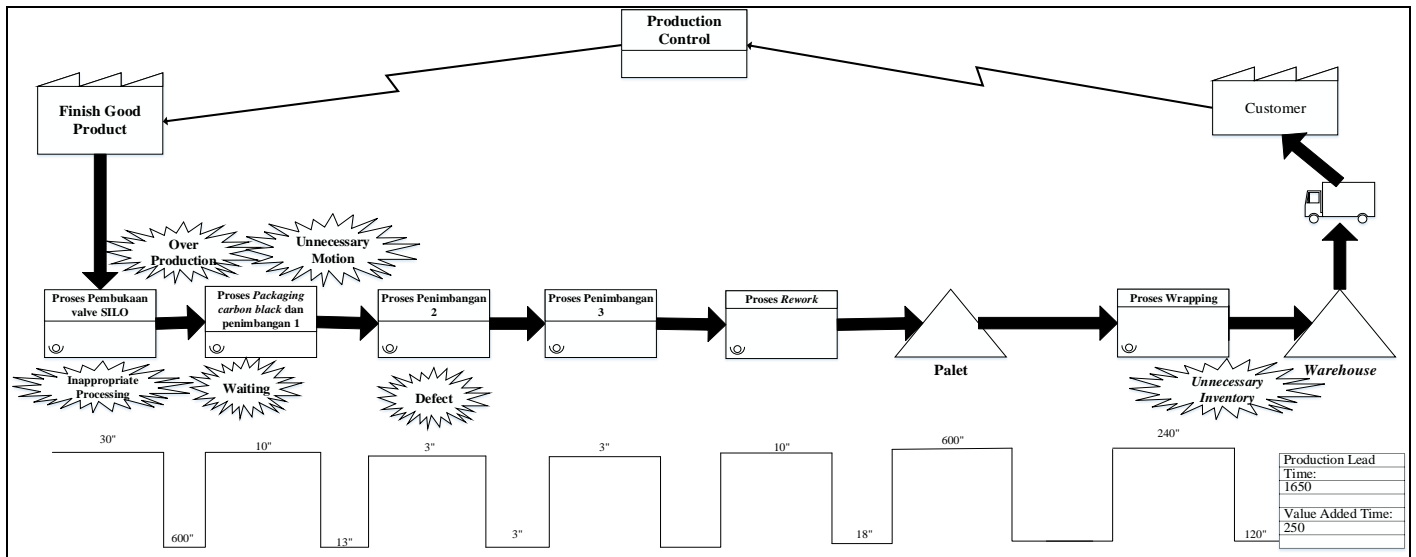 Production
Control
Finish Good
Product
Customer
Over
Production
Unnecessary
Motion
Proses Pembukaan
valve SILO
Proses Packaging
carbon black dan
penimbangan 1
Proses Penimbangan
2
Proses Penimbangan
3
Proses Rework
Proses Wrapping
Palet
Warehouse
Inappropriate
Processing
Waiting
Defect
Unnecessary
Inventory
30"
10"
3"
3"
10"
600"
240"
600"
13"
3"
18"
120"
Production Lead
Time:
1650
Value Added Time:
250